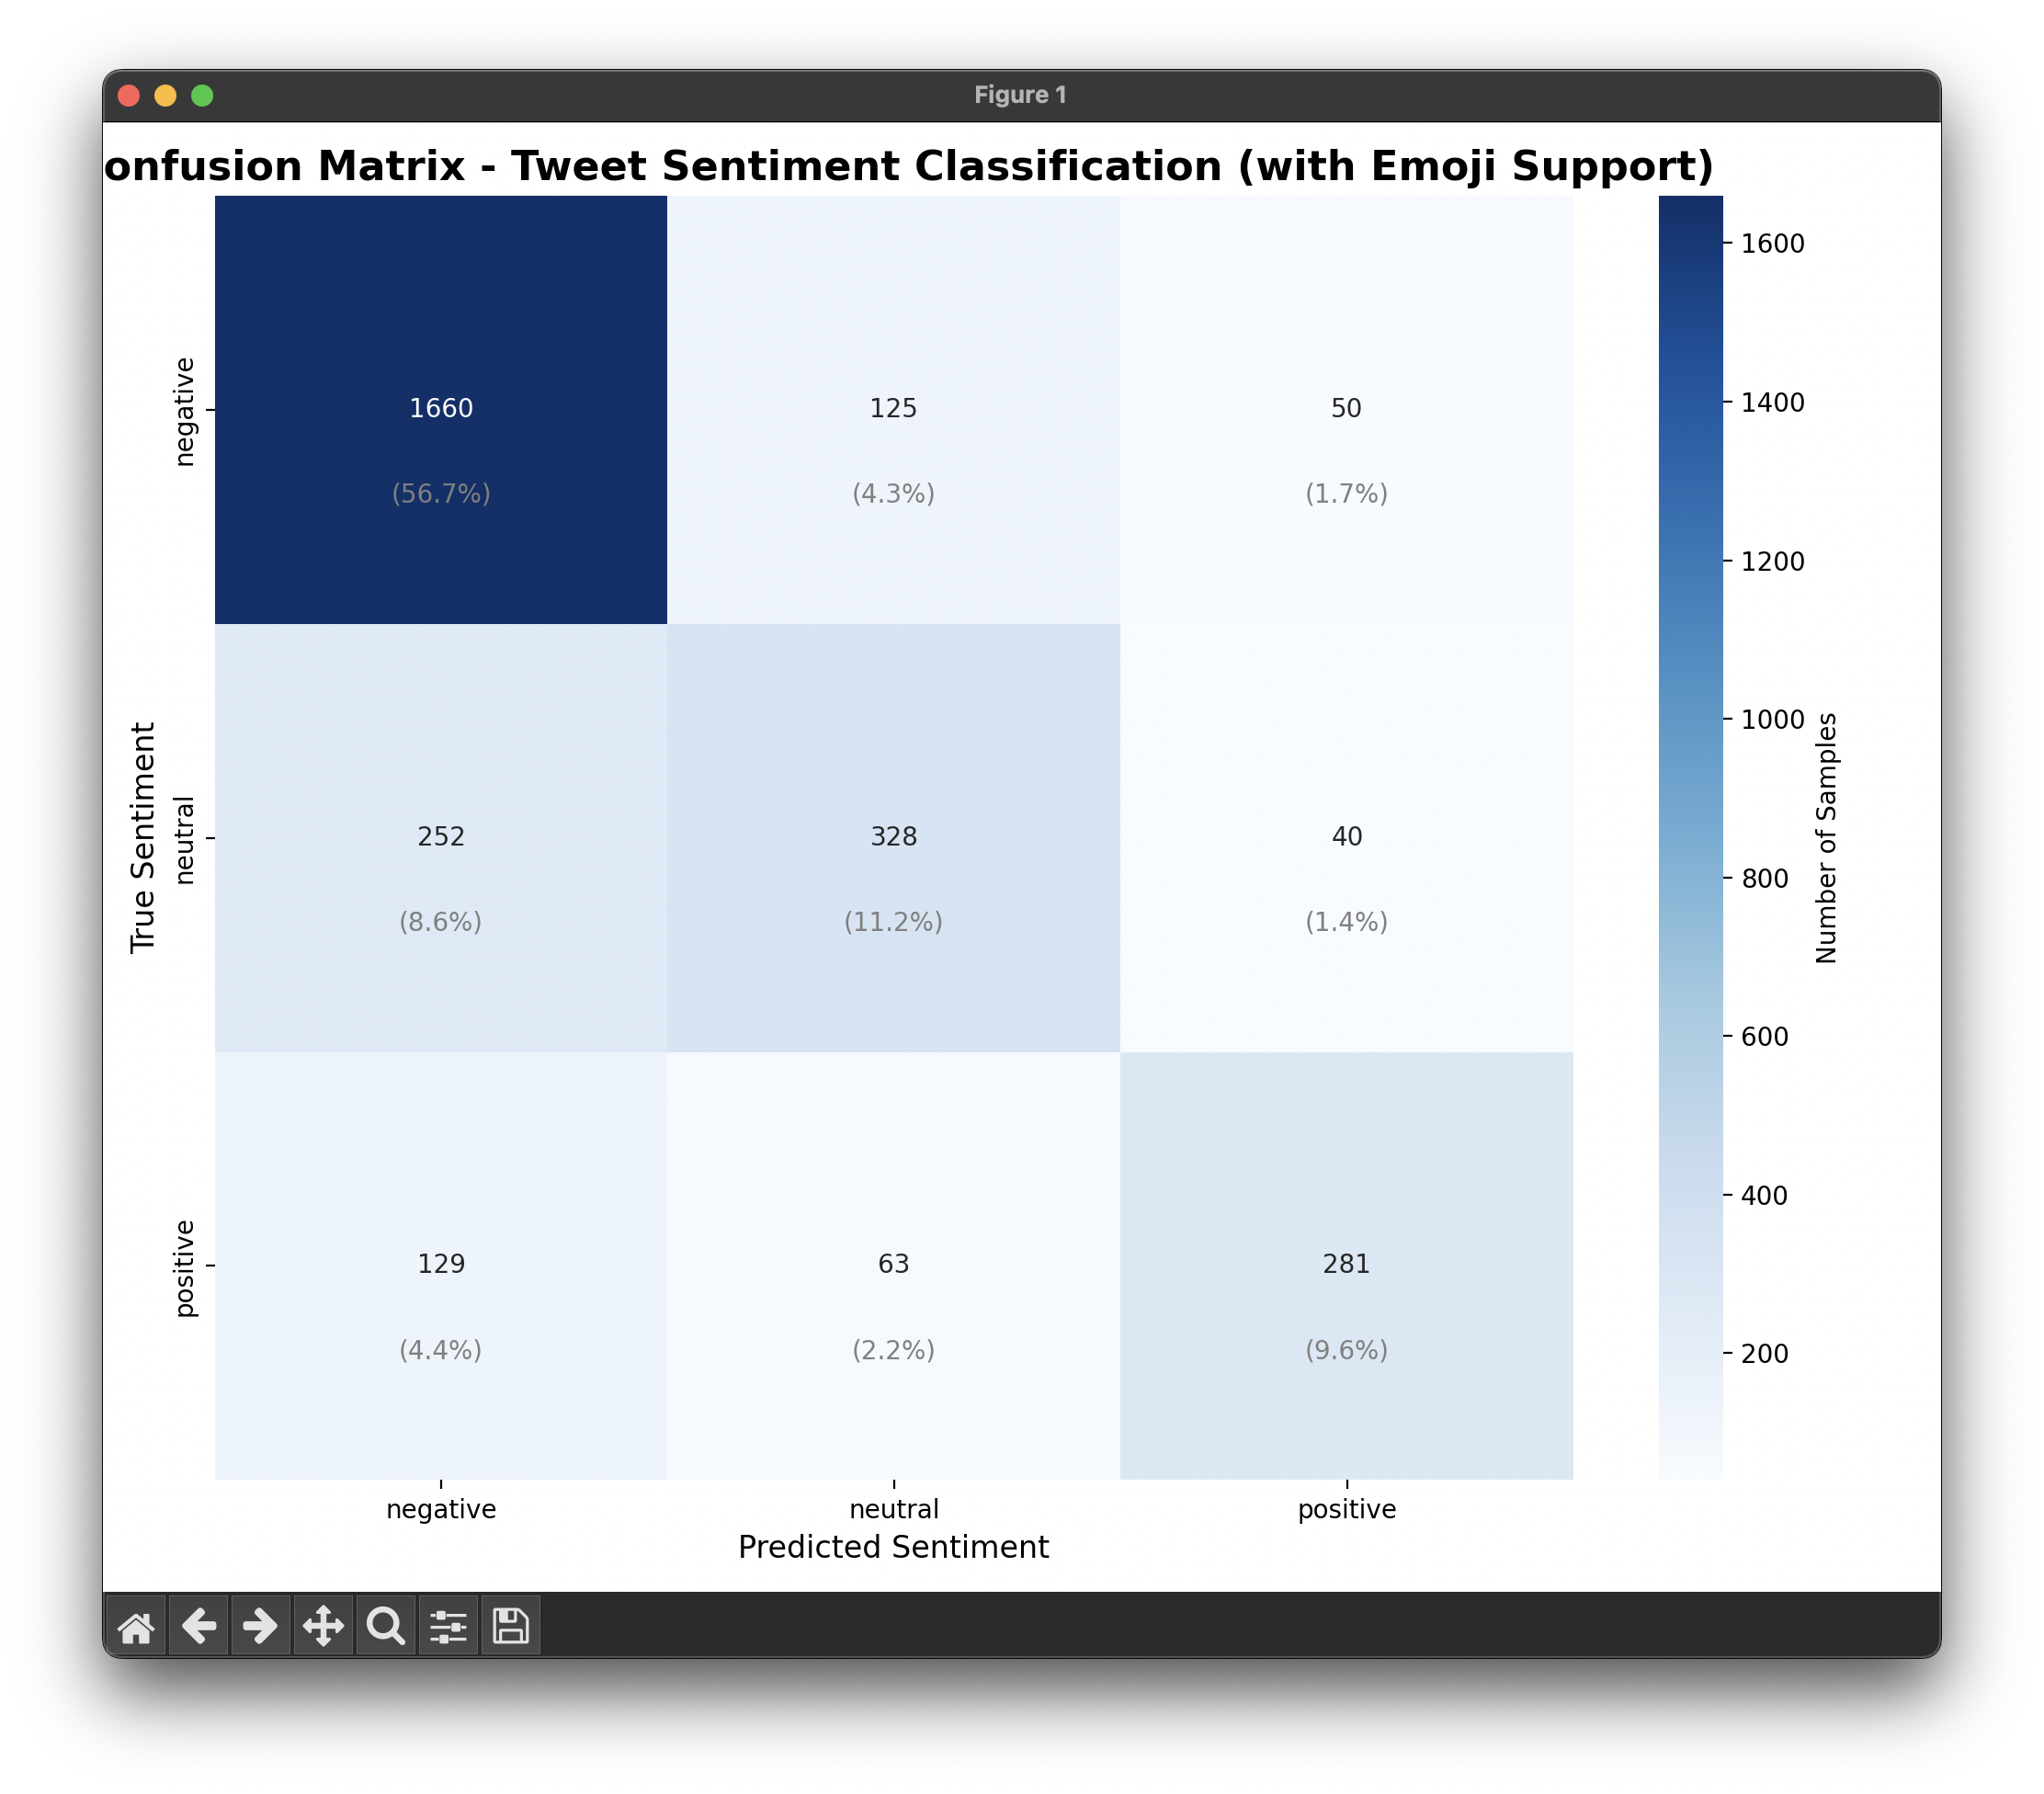 Figure 1
onfusion Matrix - Tweet Sentiment Classification (with Emoji Support)
True Sentiment
negative
1660
125
50
(56.7%)
(4.3%)
(1.7%)
neutral
252
328
40
(8.6%)
(11.2%)
(1.4%)
positive
129
63
281
(4.4%)
(2.2%)
(9.6%)
negative
neutral
positive
Predicted Sentiment
1600
1400
1200
1000
800
600
400
200
Number of Samples